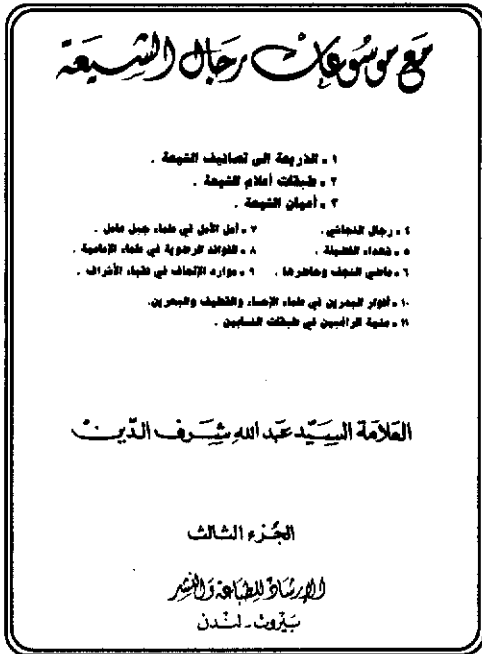 مع موسوعات رجال الشيعة
١ - الذريعة الى تصانيف الشيعة .
٢ - طبقات أعلام الشيعة .
٣ - أعيان الشيعة .
٤ - رجال النجاشي . ٧ - أمل الأمل في علماء جبل عامل .
٥ - شهداء الفضيلة . ٨ - الفوائد الرضوية في علماء الإمامية .
٦ - ماضي النجف وحاضرها . ٩ - موارد الإتحاف في نقباء الأشراف .
١٠ - أنوار البدرين في علماء الإحساء والقطيف والبحرين.
١١ - منية الراغبين في طبقات النسابين .
العلامة السيد عبد الله شرف الدين
الجزء الثالث
الإرشاد للطباعة والنشر
بيروت - لندن